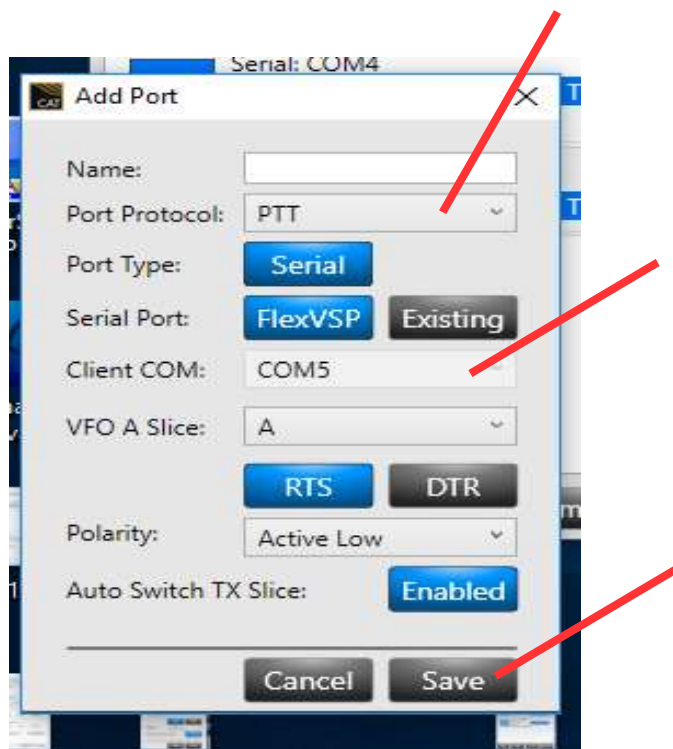 Serial: COM4
CAT Add Port
Name:
Port Protocol: PTT
Port Type: Serial
Serial Port: FlexVSP Existing
Client COM: COM5
VFO A Slice: A
RTS DTR
Polarity: Active Low
Auto Switch TX Slice: Enabled
Cancel Save